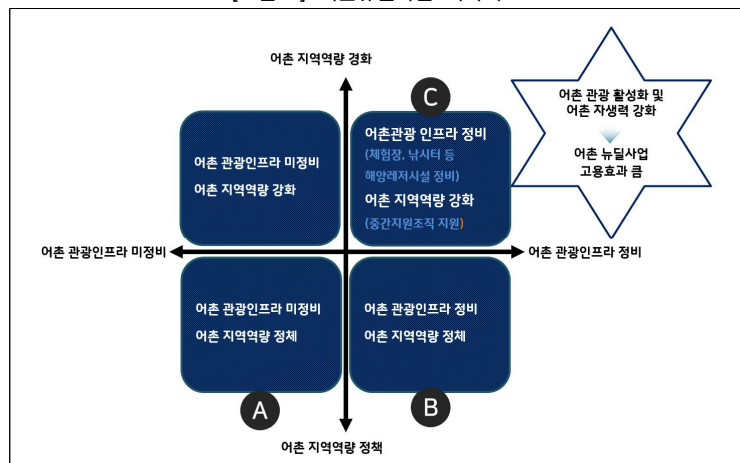 어촌 지역역량 경화
C
어촌 관광 활성화 및
어촌 자생력 강화
어촌 뉴딜사업
고용효과 큼
어촌 관광인프라 미정비
어촌 지역역량 강화
어촌관광 인프라 정비
(체험장, 낚시터 등
해양레저시설 정비)
어촌 지역역량 강화
(중간지원조직 지원)
어촌 관광인프라 미정비
어촌 관광인프라 정비
어촌 관광인프라 미정비
어촌 지역역량 정체
어촌 관광인프라 정비
어촌 지역역량 정체
A
B
어촌 지역역량 정책